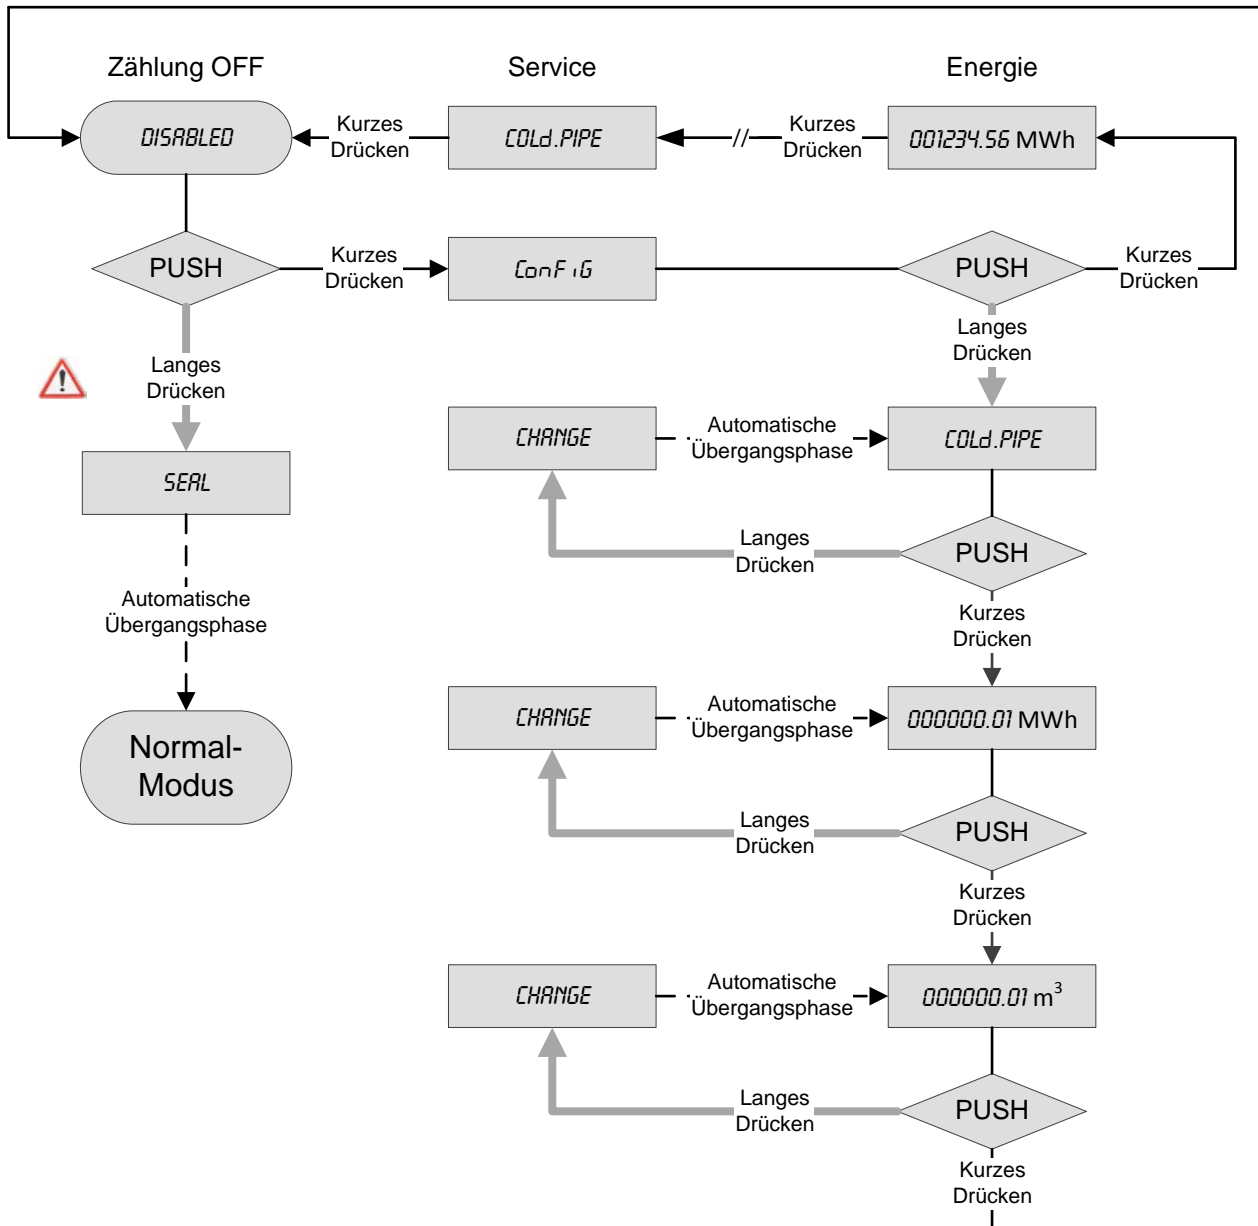 Zählung OFF
Service
Energie
DISABLED
Kurzes
Drücken
COLd.PIPE
//
Kurzes
Drücken
001234.56 MWh
PUSH
Kurzes
Drücken
ConFiG
PUSH
Kurzes
Drücken
Langes
Drücken
Langes
Drücken
CHANGE
Automatische
Übergangsphase
COLd.PIPE
SEAL
Langes
Drücken
PUSH
Automatische
Übergangsphase
Kurzes
Drücken
CHANGE
Automatische
Übergangsphase
000000.01 MWh
Normal-
Modus
Langes
Drücken
PUSH
Kurzes
Drücken
CHANGE
Automatische
Übergangsphase
000000.01 m³
Langes
Drücken
PUSH
Kurzes
Drücken